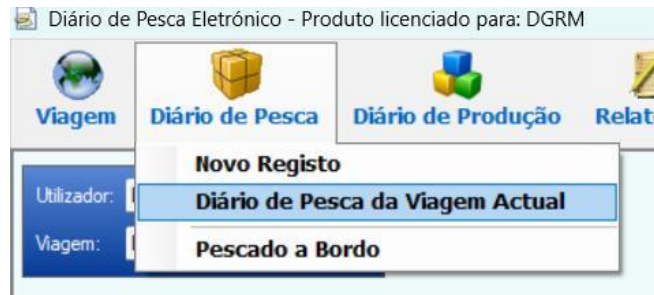 Diário de Pesca Eletrónico - Produto licenciado para: DGRM
Viagem Diário de Pesca Diário de Produção
Novo Registo
Utilizador: Diário de Pesca da Viagem Actual
Viagem: Pescado a Bordo